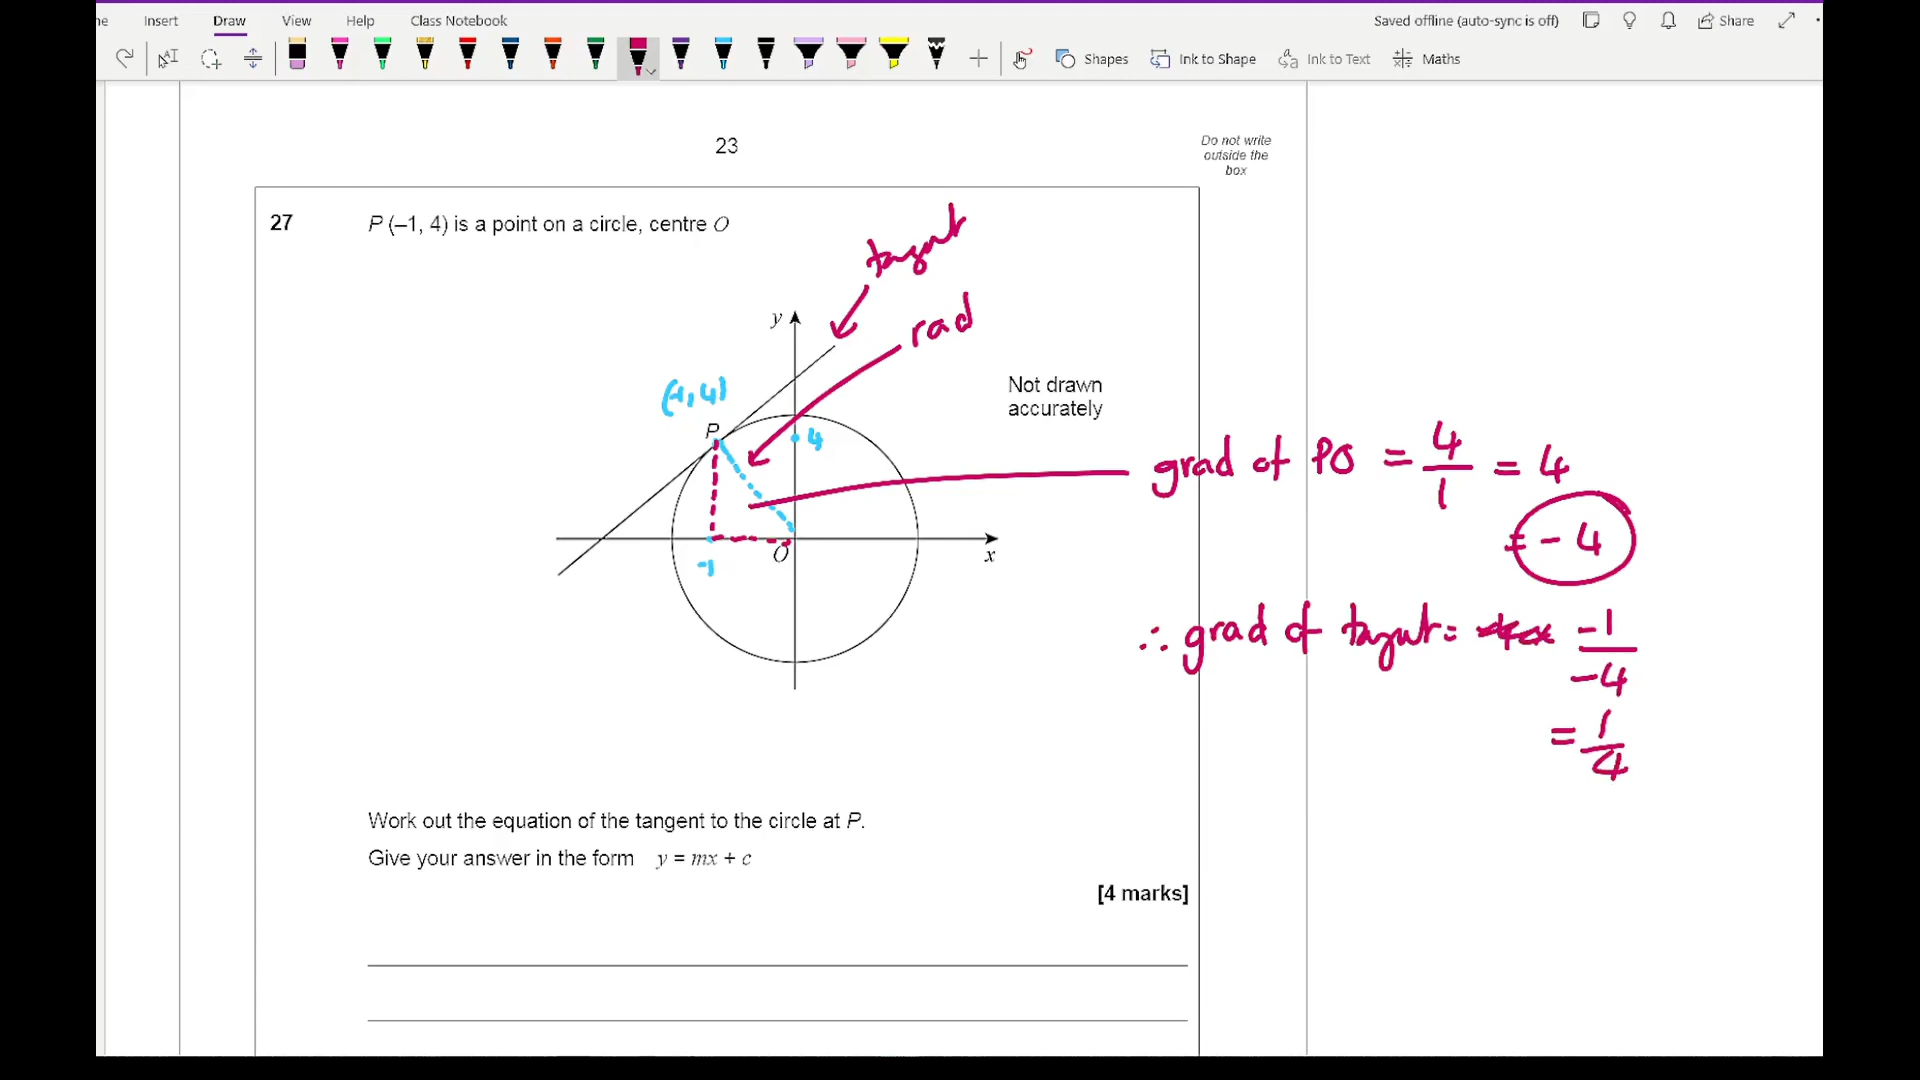 Insert Draw View Help Class Notebook Saved offline (auto-sync is off) Share
Shapes Ink to Shape Ink to Text Maths
23
Do not write
outside the
box
27 P (–1, 4) is a point on a circle, centre O
tangent
rad
y
Not drawn
accurately
(-1, 4)
P
4
O
x
-1
grad of PO = 4/1 = 4
= - 4
∴ grad of tangent = -1/-4
= 1/4
Work out the equation of the tangent to the circle at P.
Give your answer in the form y = mx + c
[4 marks]